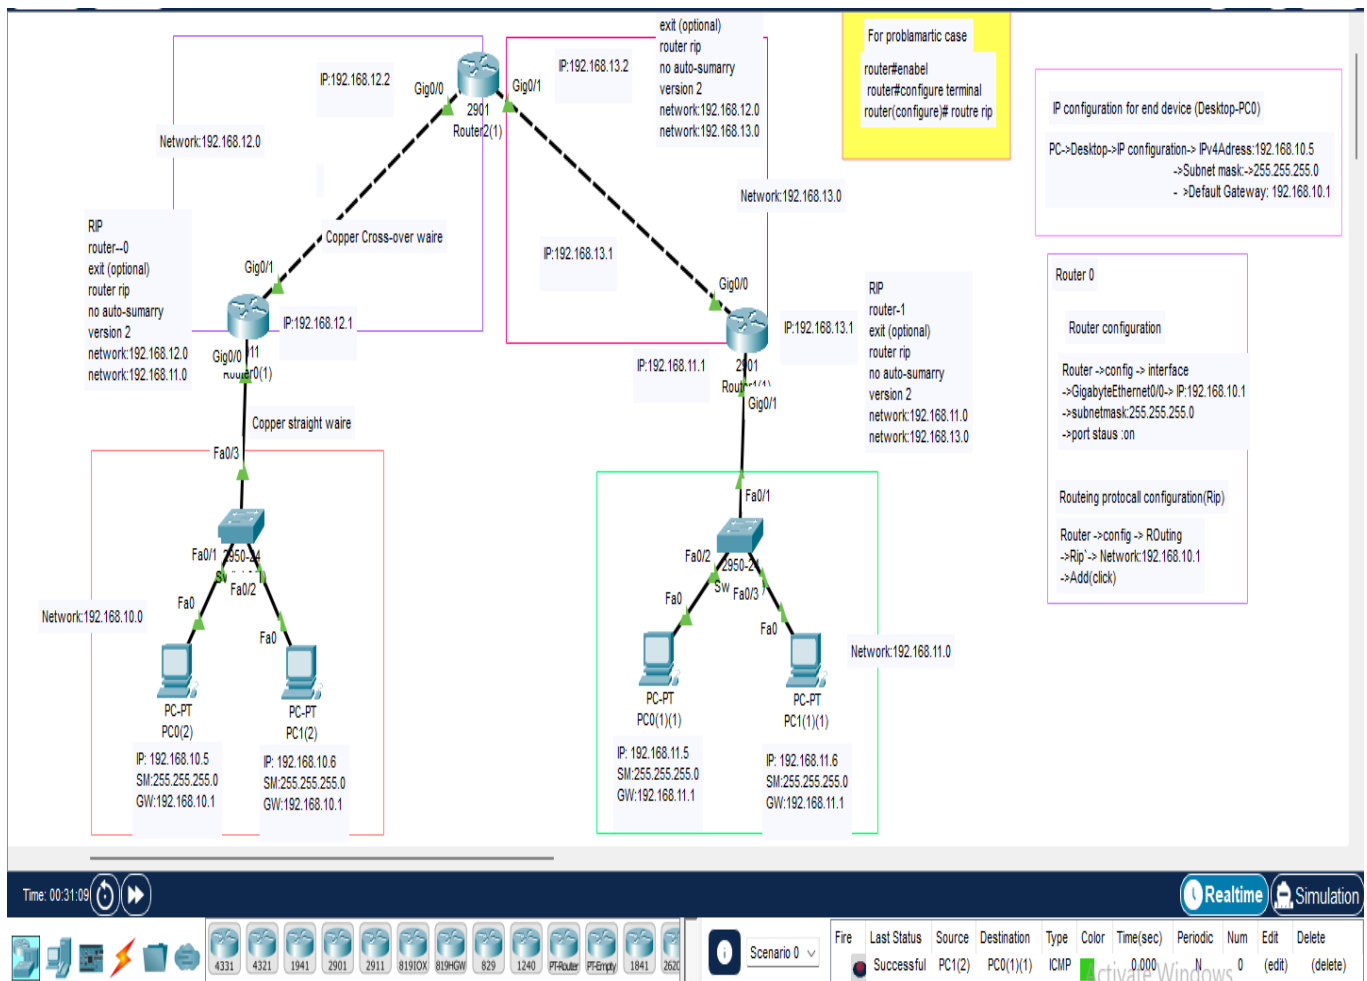 exit (optional)
router rip
no auto-sumarry
version 2
network:192.168.12.0
network:192.168.13.0
For problamartic case
router#enabel
router#configure terminal
router(configure)# routre rip
IP configuration for end device (Desktop-PC0)
PC->Desktop->IP configuration-> IPv4Adress:192.168.10.5
->Subnet mask:->255.255.255.0
- >Default Gateway: 192.168.10.1
IP:192.168.12.2
Gig0/0
2901
Router2(1)
Gig0/1
IP:192.168.13.2
Network:192.168.12.0
Network:192.168.13.0
Copper Cross-over waire
IP:192.168.13.1
RIP
router--0
exit (optional)
router rip
no auto-sumarry
version 2
network:192.168.12.0
network:192.168.11.0
Gig0/1
IP:192.168.12.1
Gig0/0
Gig0/0
2901
IP:192.168.13.1
IP:192.168.11.1
Gig0/1
RIP
router-1
exit (optional)
router rip
no auto-sumarry
version 2
network:192.168.11.0
network:192.168.13.0
Router 0
Router configuration
Router ->config -> interface
->GigabyteEthernet0/0-> IP:192.168.10.1
->subnetmask:255.255.255.0
->port staus :on
Routeing protocall configuration(Rip)
Router ->config -> ROuting
->Rip`-> Network:192.168.10.1
->Add(click)
Copper straight waire
Fa0/3
Fa0/1
2950-24
Fa0/2
Fa0
Fa0
Network:192.168.10.0
PC-PT
PC0(2)
PC-PT
PC1(2)
IP: 192.168.10.5
SM:255.255.255.0
GW:192.168.10.1
IP: 192.168.10.6
SM:255.255.255.0
GW:192.168.10.1
Fa0/1
Fa0/2
2950-24
Sw
Fa0/3
Fa0
Fa0
Network:192.168.11.0
PC-PT
PC0(1)(1)
PC-PT
PC1(1)(1)
IP: 192.168.11.5
SM:255.255.255.0
GW:192.168.11.1
IP: 192.168.11.6
SM:255.255.255.0
GW:192.168.11.1
Time: 00:31:09
Realtime
Simulation
4331 4321 1941 2901 2911 819IOX 819HGW 829 1240 PT-Router PT-Empty 1841 2620
Scenario 0
Fire Last Status Source Destination Type Color Time(sec) Periodic Num Edit Delete
Successful PC1(2) PC0(1)(1) ICMP 0.000 N 0 (edit) (delete)
Activate Windows